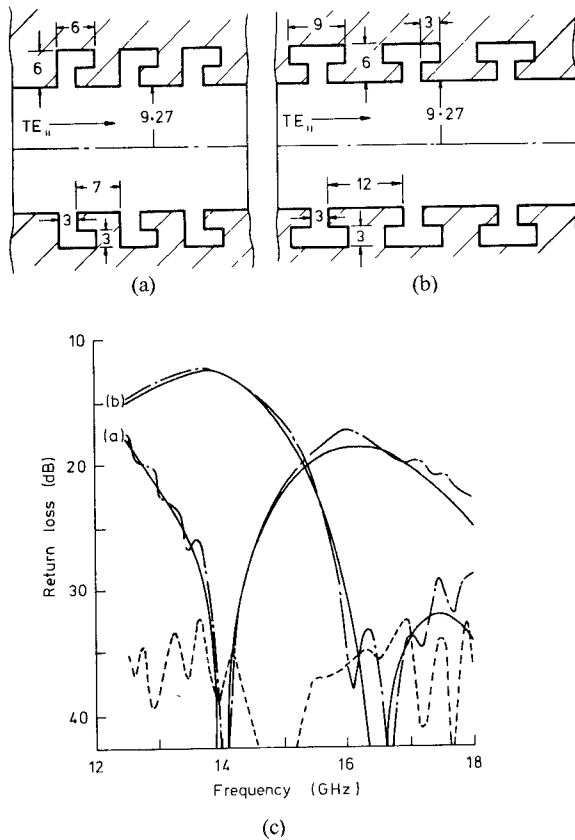 6
6
TE₁₁
9·27
7
3
3
(a)
9
3
6
TE₁₁
9·27
12
3
3
(b)
10
20
30
40
Return loss (dB)
(b)
(a)
12
14
16
18
Frequency (GHz)
(c)